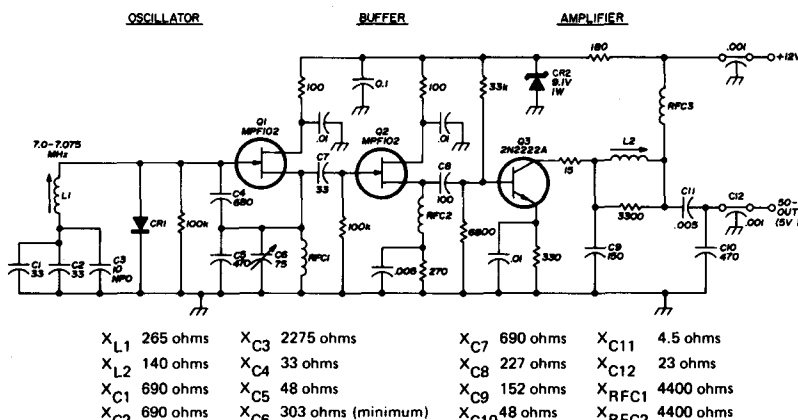 OSCILLATOR
BUFFER
AMPLIFIER
100
0.1
100
33k
CR2
9.1V
1W
180
.001
+12V
Q1
MPF102
.01
Q2
MPF102
.01
Q3
2N2222A
RFC3
7.0-7.075
MHz
L1
C7
33
C8
100
15
L2
CR1
100k
C4
680
100k
RFC2
6800
3300
C11
.005
C12
.001
50-
OUT
(5V
C1
33
C2
33
C3
10
NPO
C5
470
C6
75
RFC1
.005
270
.01
330
C9
150
C10
470
XL1 265 ohms XC3 2275 ohms XC7 690 ohms XC11 4.5 ohms
XL2 140 ohms XC4 33 ohms XC8 227 ohms XC12 23 ohms
XC1 690 ohms XC5 48 ohms XC9 152 ohms XRFC1 4400 ohms
XC2 690 ohms XC6 303 ohms (minimum) XC10 48 ohms XRFC2 4400 ohms